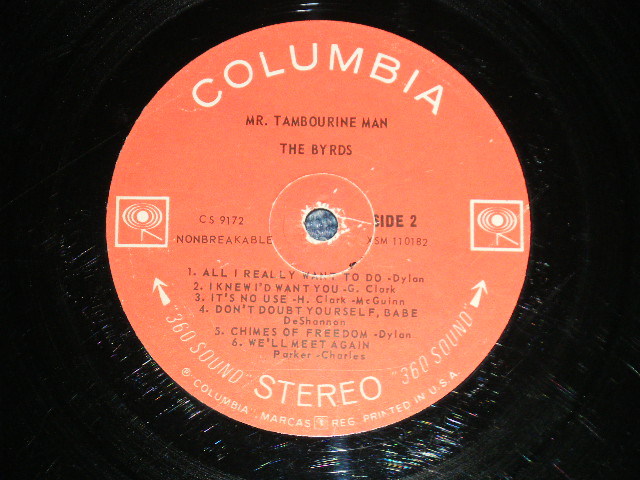 COLUMBIA
MR. TAMBOURINE MAN
THE BYRDS
CS 9172
NONBREAKABLE
SIDE 2
XSM 110182
1. ALL I REALLY WANT TO DO -Dylan
2. I KNEW I'D WANT YOU -G. Clark
3. IT'S NO USE -H. Clark -McGuinn
4. DON'T DOUBT YOURSELF, BABE
DeShannon
5. CHIMES OF FREEDOM -Dylan
6. WE'LL MEET AGAIN
Parker -Charles
"360 SOUND" STEREO "360 SOUND"
® COLUMBIA, MARCAS REG. PRINTED IN U.S.A.